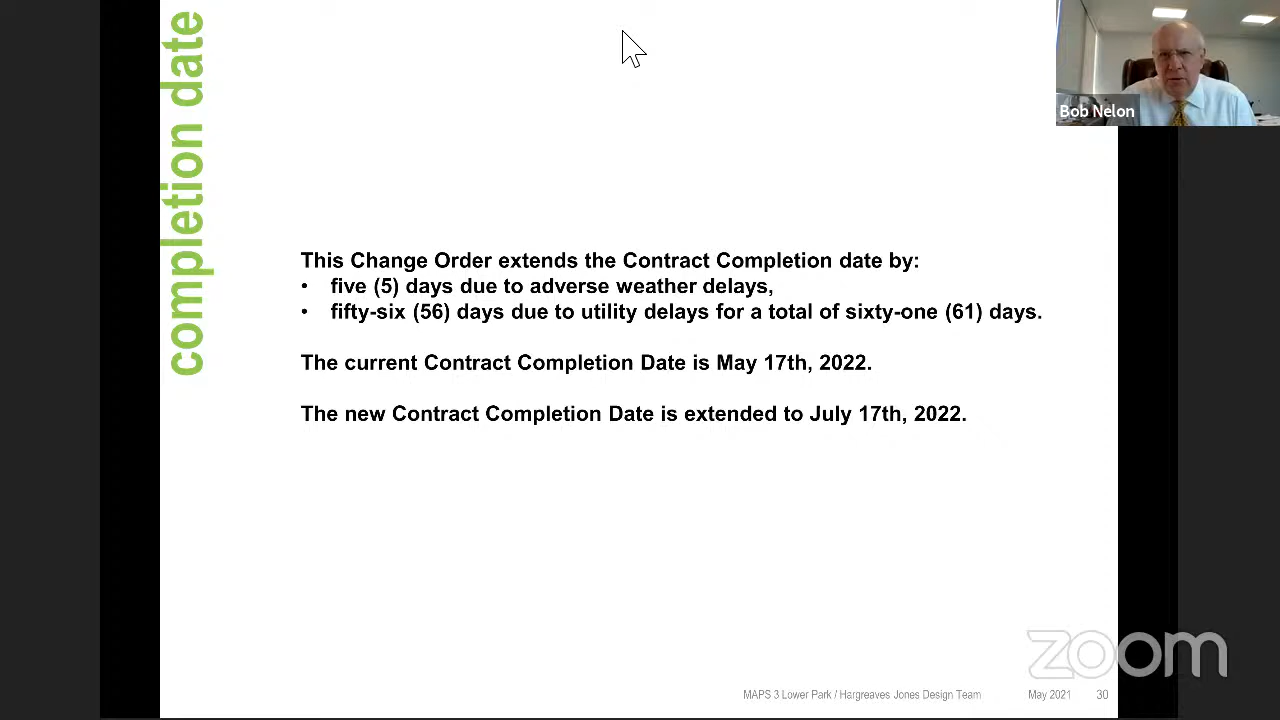 completion date
Bob Nelon
This Change Order extends the Contract Completion date by:
• five (5) days due to adverse weather delays,
• fifty-six (56) days due to utility delays for a total of sixty-one (61) days.
The current Contract Completion Date is May 17th, 2022.
The new Contract Completion Date is extended to July 17th, 2022.
zoom
MAPS 3 Lower Park / Hargreaves Jones Design Team May 2021 30